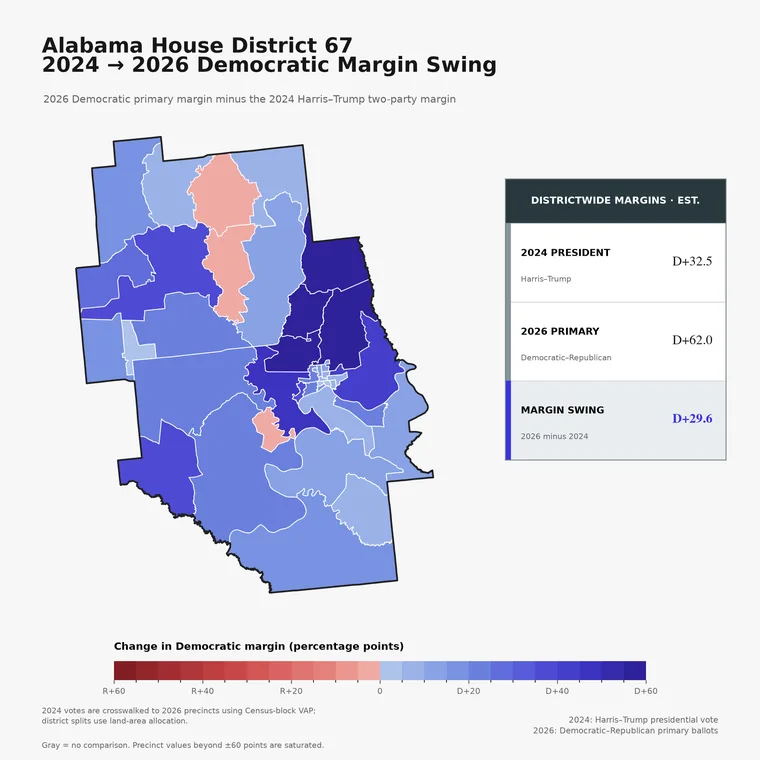 Alabama House District 67
2024 → 2026 Democratic Margin Swing
2026 Democratic primary margin minus the 2024 Harris–Trump two-party margin
DISTRICTWIDE MARGINS · EST.
2024 PRESIDENT
D+32.5
Harris–Trump
2026 PRIMARY
D+62.0
Democratic–Republican
MARGIN SWING
D+29.6
2026 minus 2024
Change in Democratic margin (percentage points)
R+60 R+40 R+20 0 D+20 D+40 D+60
2024 votes are crosswalked to 2026 precincts using Census-block VAP;
district splits use land-area allocation.
Gray = no comparison. Precinct values beyond ±60 points are saturated.
2024: Harris–Trump presidential vote
2026: Democratic–Republican primary ballots